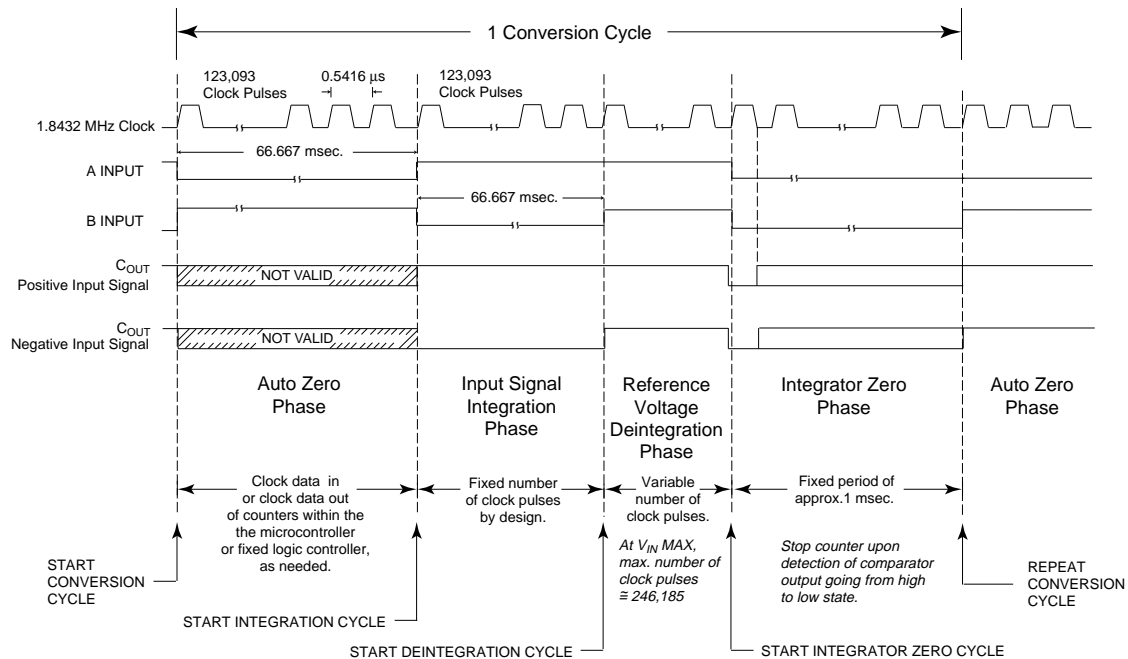 1 Conversion Cycle
123,093
Clock Pulses
0.5416 µs
123,093
Clock Pulses
1.8432 MHz Clock
66.667 msec.
A INPUT
66.667 msec.
B INPUT
COUT
Positive Input Signal
NOT VALID
COUT
Negative Input Signal
NOT VALID
Auto Zero
Phase
Input Signal
Integration
Phase
Reference
Voltage
Deintegration
Phase
Integrator Zero
Phase
Auto Zero
Phase
Clock data in
or clock data out
of counters within the
the microcontroller
or fixed logic controller,
as needed.
Fixed number
of clock pulses
by design.
Variable
number of
clock pulses.
At VIN MAX,
max. number of
clock pulses
≅ 246,185
Fixed period of
approx.1 msec.
Stop counter upon
detection of comparator
output going from high
to low state.
START
CONVERSION
CYCLE
START INTEGRATION CYCLE
START DEINTEGRATION CYCLE
START INTEGRATOR ZERO CYCLE
REPEAT
CONVERSION
CYCLE